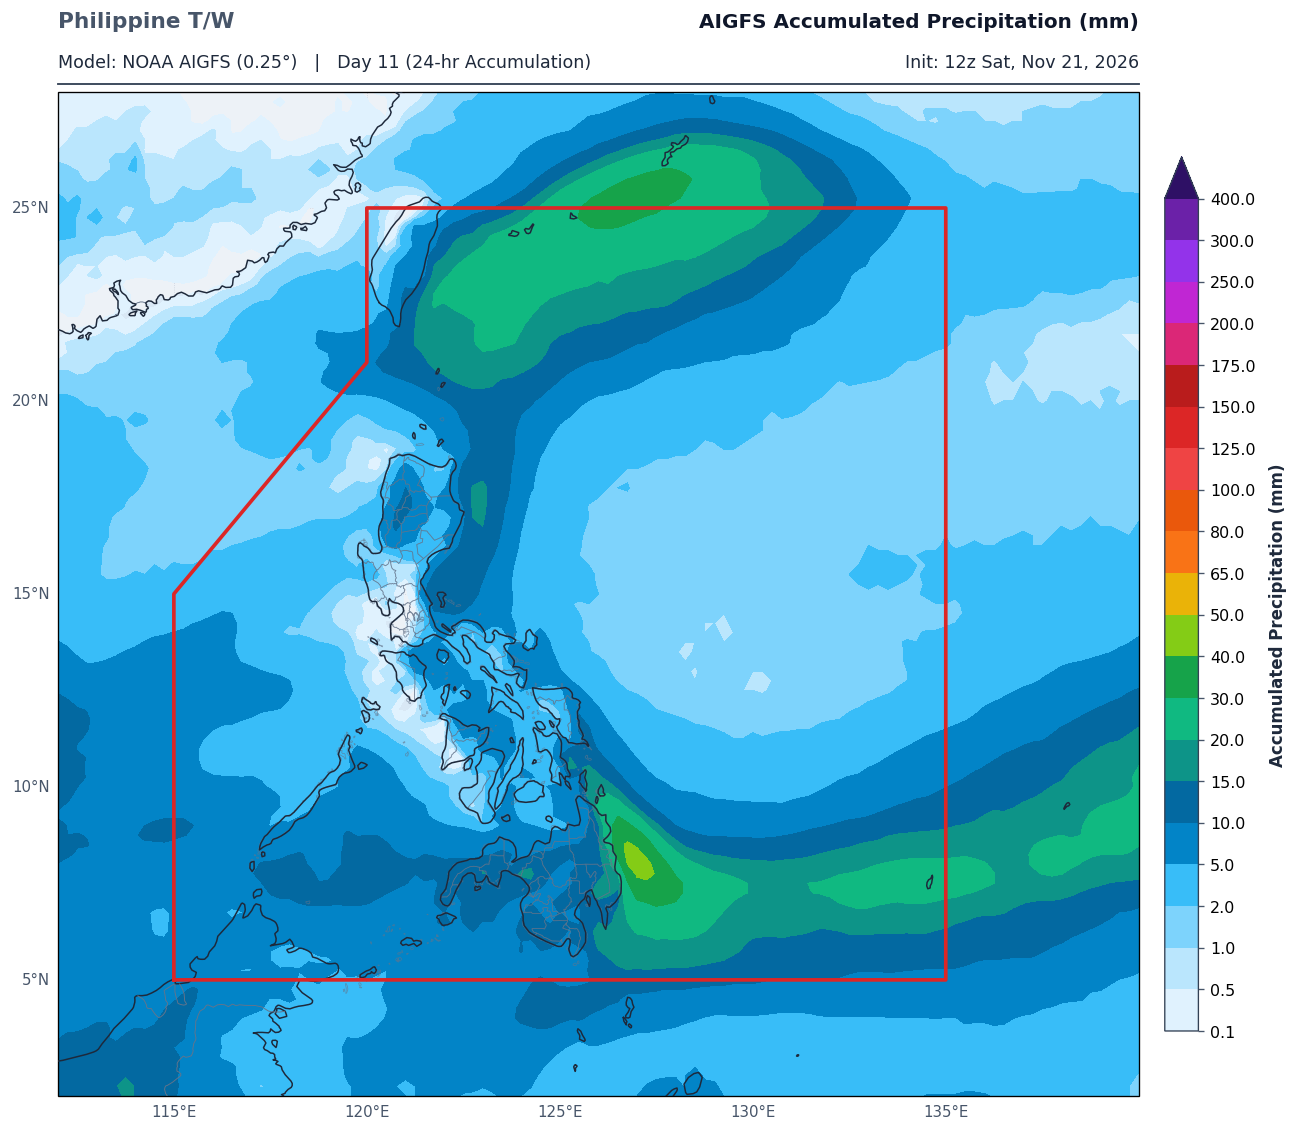 Philippine T/W
AIGFS Accumulated Precipitation (mm)
Model: NOAA AIGFS (0.25°)   |   Day 11 (24-hr Accumulation)
Init: 12z Sat, Nov 21, 2026
25°N
20°N
15°N
10°N
5°N
115°E
120°E
125°E
130°E
135°E
400.0
300.0
250.0
200.0
175.0
150.0
125.0
100.0
80.0
65.0
50.0
40.0
30.0
20.0
15.0
10.0
5.0
2.0
1.0
0.5
0.1
Accumulated Precipitation (mm)